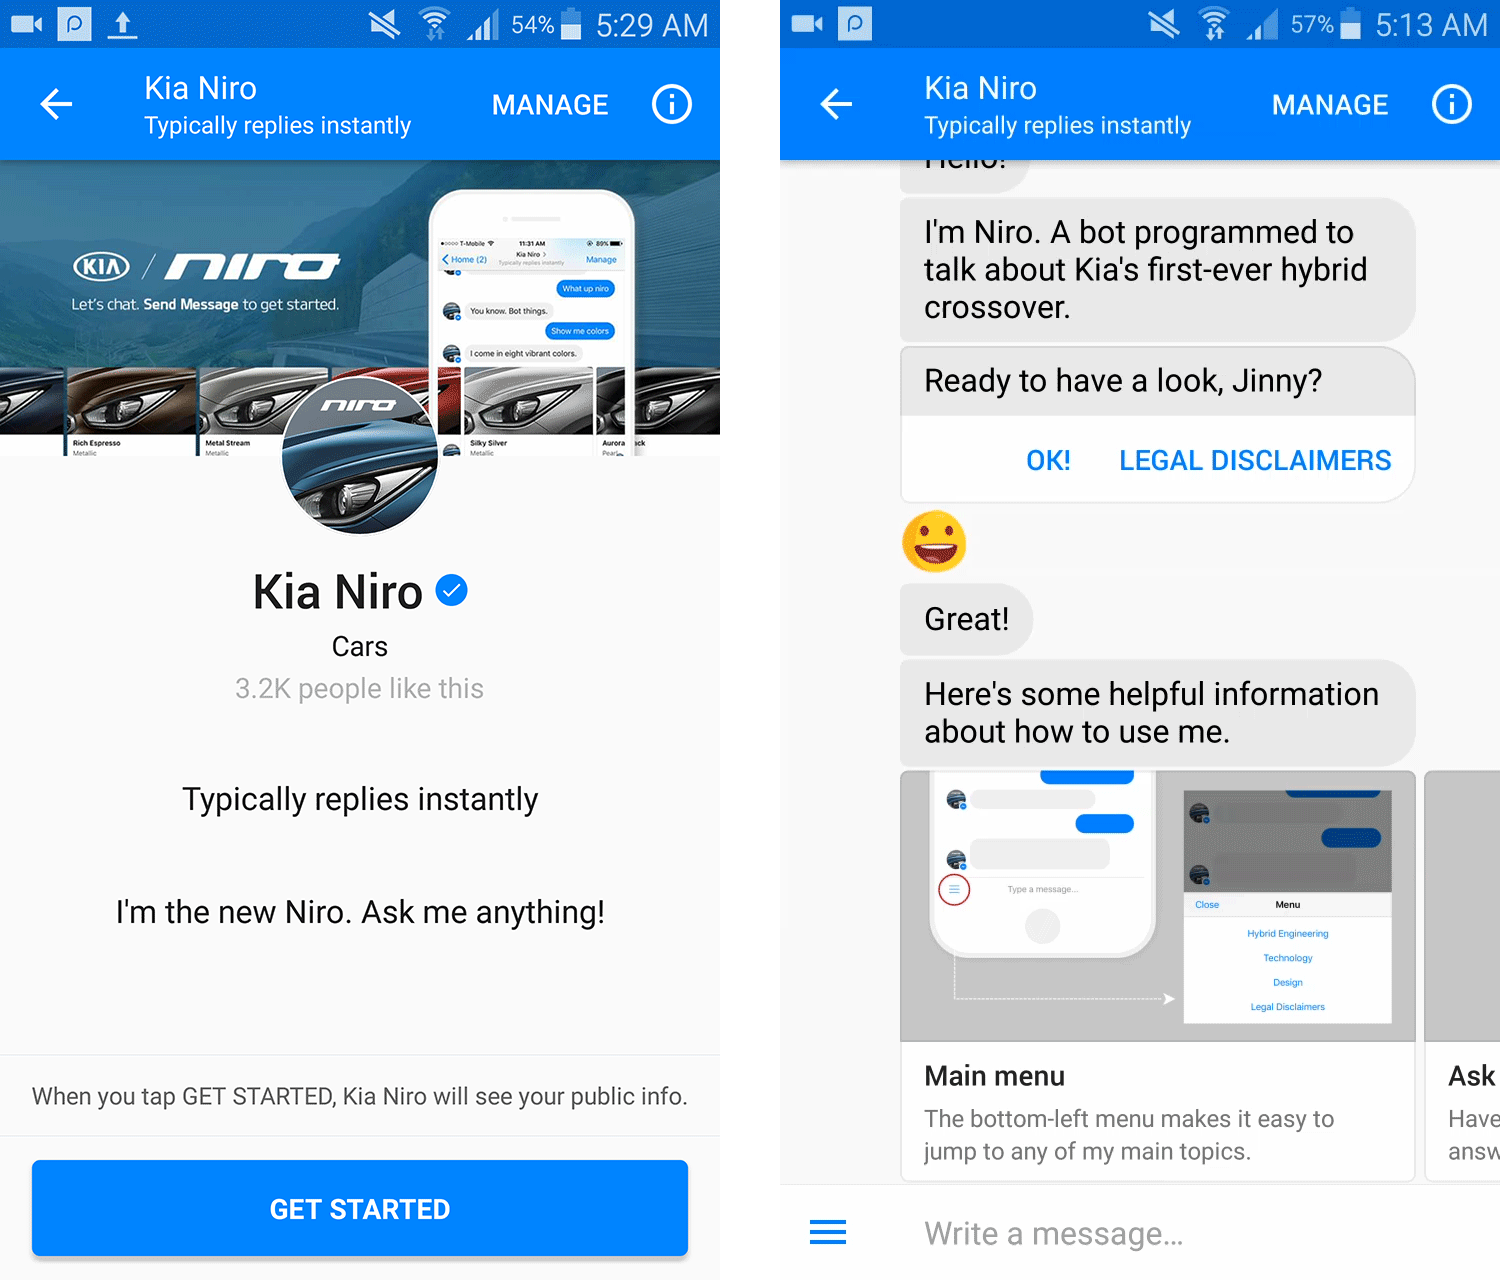 54% 5:29 AM
Kia Niro
Typically replies instantly
MANAGE
KIA / NIRO
Let's chat. Send Message to get started.
T-Mobile 11:31 AM 89%
Home (2) Kia Niro Manage
Typically replies instantly
What up niro
You know. Bot things.
Show me colors
I come in eight vibrant colors.
NIRO
Rich Espresso
Metallic
Metal Stream
Metallic
Silky Silver
Metallic
Aurora
Kia Niro
Cars
3.2K people like this
Typically replies instantly
I'm the new Niro. Ask me anything!
When you tap GET STARTED, Kia Niro will see your public info.
GET STARTED
57% 5:13 AM
Kia Niro
Typically replies instantly
MANAGE
Hello!
I'm Niro. A bot programmed to
talk about Kia's first-ever hybrid
crossover.
Ready to have a look, Jinny?
OK! LEGAL DISCLAIMERS
Great!
Here's some helpful information
about how to use me.
Type a message...
Close Menu
Hybrid Engineering
Technology
Design
Legal Disclaimers
Main menu
The bottom-left menu makes it easy to
jump to any of my main topics.
Ask
Have
answ
Write a message...